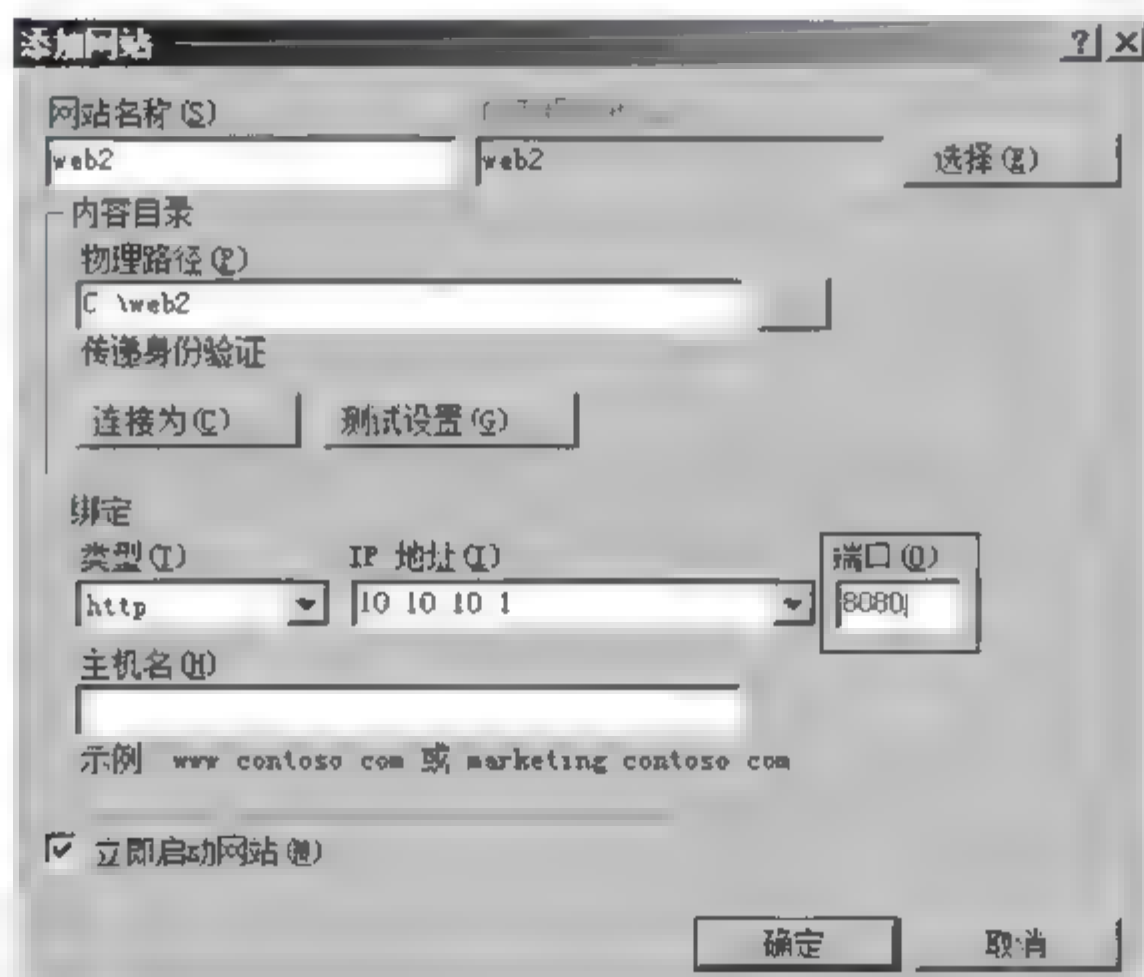 添加网站 ? ×
网站名称(S)
web2 web2 选择(E)
内容目录
物理路径(P)
C \web2
传递身份验证
连接为(C) 测试设置(G)
绑定
类型(T) IP 地址(I) 端口(O)
http 10 10 10 1 8080
主机名(H)
示例 www contoso com 或 marketing contoso com
立即启动网站(M)
确定 取消